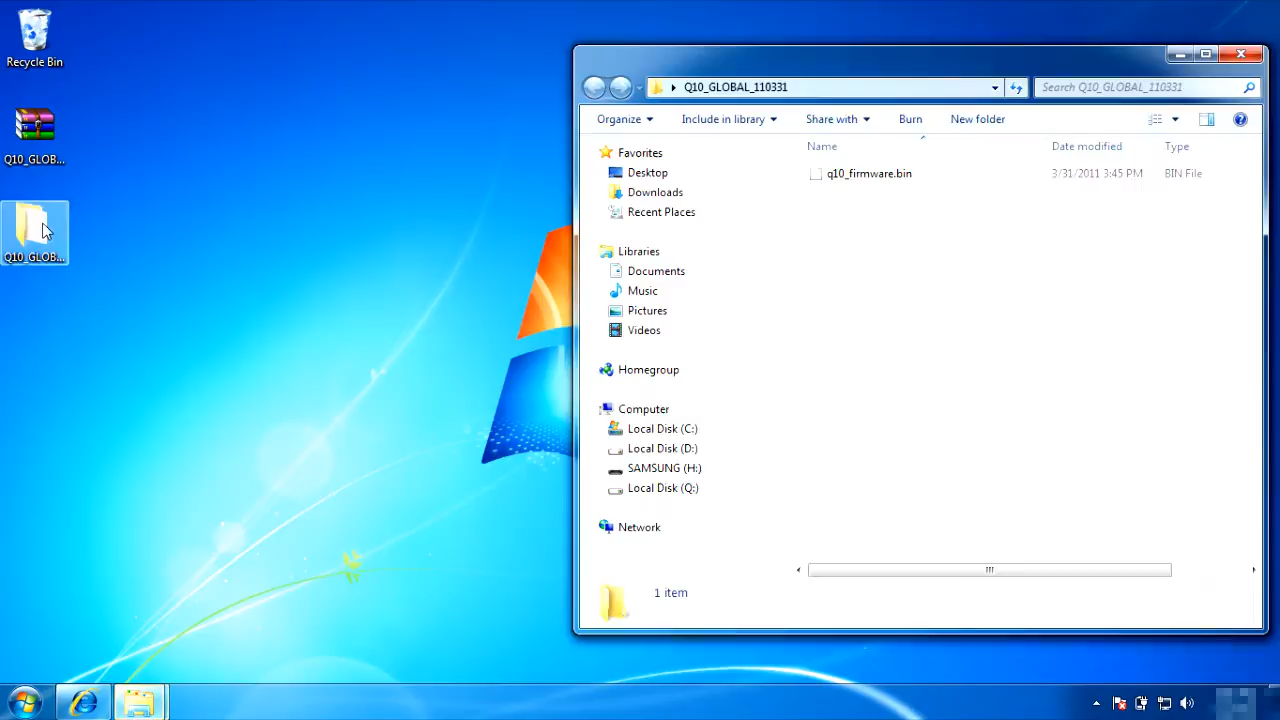 Recycle Bin
Q10_GLOB...
Q10_GLOB...
Q10_GLOBAL_110331
Search Q10_GLOBAL_110331
Organize
Include in library
Share with
Burn
New folder
Name
Date modified
Type
q10_firmware.bin
3/31/2011 3:45 PM
BIN File
Favorites
Desktop
Downloads
Recent Places
Libraries
Documents
Music
Pictures
Videos
Homegroup
Computer
Local Disk (C:)
Local Disk (D:)
SAMSUNG (H:)
Local Disk (Q:)
Network
1 item